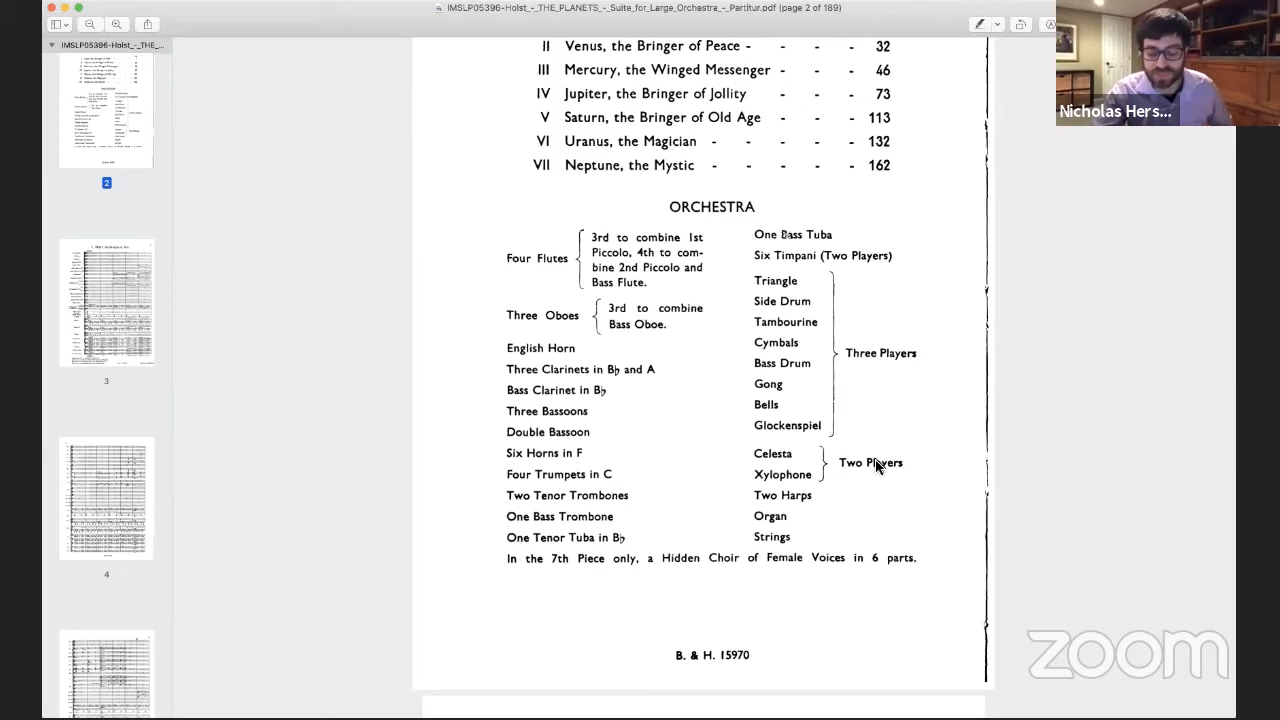 IMSLP05396-Holst_-_THE_PLANETS_-_Suite_for_Large_Orchestra_-_Partitur.pdf (page 2 of 189)
IMSLP05396-Holst_-_THE_...
Nicholas Hers...
II Venus, the Bringer of Peace - - - - 32
Mercury, the Winged Messenger - - - 44
Jupiter, the Bringer of Jollity - - - - 73
V Saturn, the Bringer of Old Age - - - 113
VI Uranus, the Magician - - - - - 132
VII Neptune, the Mystic - - - - - 162
ORCHESTRA
Four Flutes
3rd to combine 1st
Piccolo, 4th to com-
bine 2nd Piccolo and
Bass Flute.
Three Oboes
3rd to combine
Bass Oboe.
English Horn
Three Clarinets in B♭ and A
Bass Clarinet in B♭
Three Bassoons
Double Bassoon
Six Horns in F
Four Trumpets in C
Two Tenor Trombones
One Bass Trombone
One Tenor Tuba in B♭
One Bass Tuba
Six Timpani (Two Players)
Triangle
Side Drum
Tambourine
Cymbals
Bass Drum
Gong
Bells
Glockenspiel
Three Players
Celesta
Xylophone
Two Players
Two Harps
Organ
Strings
In the 7th Piece only, a Hidden Choir of Female Voices in 6 parts.
B. & H. 15970
2
3
4
zoom